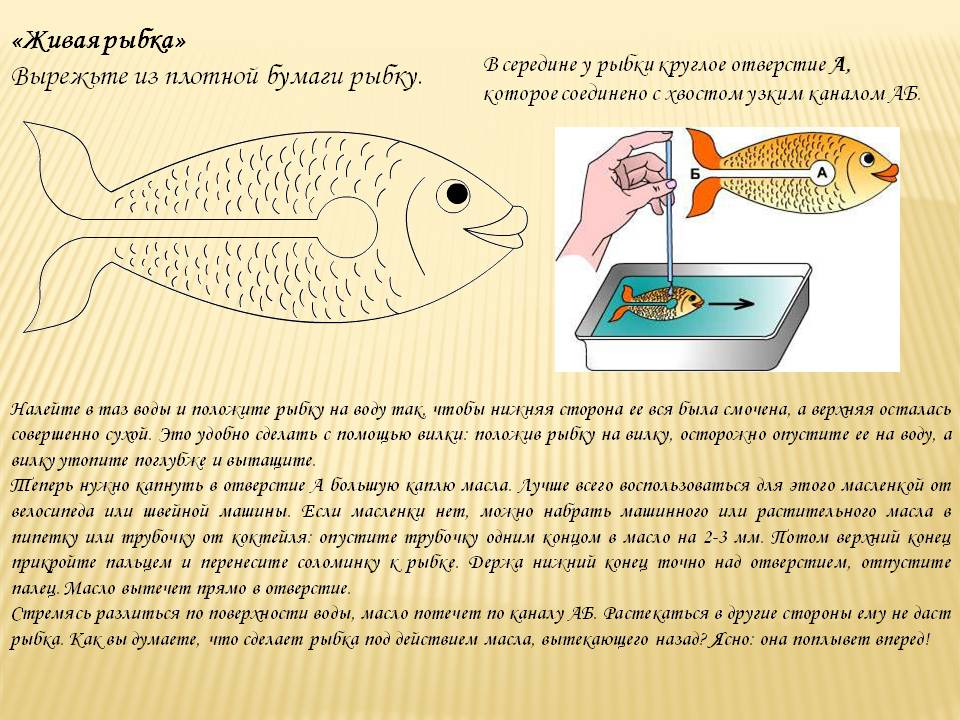 «Живая рыбка»
Вырежьте из плотной бумаги рыбку.
В середине у рыбки круглое отверстие А,
которое соединено с хвостом узким каналом АБ.
Б
А
Налейте в таз воды и положите рыбку на воду так, чтобы нижняя сторона ее вся была смочена, а верхняя осталась
совершенно сухой. Это удобно сделать с помощью вилки: положив рыбку на вилку, осторожно опустите ее на воду, а
вилку утопите поглубже и вытащите.
Теперь нужно капнуть в отверстие А большую каплю масла. Лучше всего воспользоваться для этого масленкой от
велосипеда или швейной машины. Если масленки нет, можно набрать машинного или растительного масла в
пипетку или трубочку от коктейля: опустите трубочку одним концом в масло на 2-3 мм. Потом верхний конец
прикройте пальцем и перенесите соломинку к рыбке. Держа нижний конец точно над отверстием, отпустите
палец. Масло вытечет прямо в отверстие.
Стремясь разлиться по поверхности воды, масло потечет по каналу АБ. Растекаться в другие стороны ему не даст
рыбка. Как вы думаете, что сделает рыбка под действием масла, вытекающего назад? Ясно: она поплывет вперед!